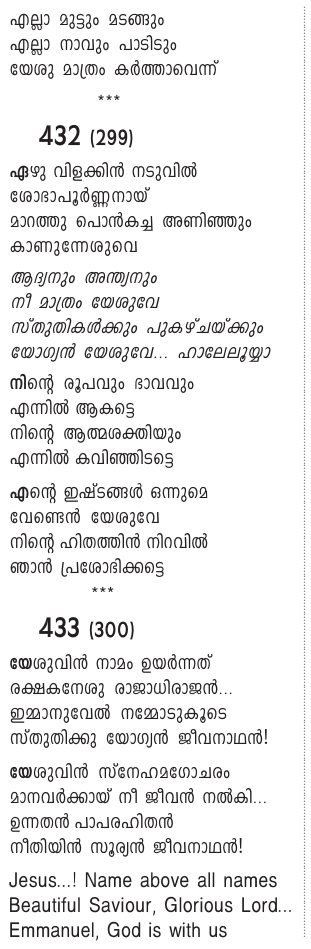 എല്ലാ മുട്ടും മടങ്ങും
എല്ലാ നാവും പാടിടും
യേശു മാത്രം കർത്താവെന്ന്
***
432 (299)
ഏഴു വിളക്കിൻ നടുവിൽ
ശോഭാപൂർണ്ണനായ്
മാറത്തു പൊൻകച്ച അണിഞ്ഞും
കാണുന്നേശുവെ
ആദ്യനും അന്ത്യനും
നീ മാത്രം യേശുവേ
സ്തുതികൾക്കും പുകഴ്ചയ്ക്കും
യോഗ്യൻ യേശുവേ... ഹാലേലൂയ്യാ
നിന്റെ രൂപവും ഭാവവും
എന്നിൽ ആകട്ടെ
നിന്റെ ആത്മശക്തിയും
എന്നിൽ കവിഞ്ഞിടട്ടെ
എന്റെ ഇഷ്ടങ്ങൾ ഒന്നുമെ
വേണ്ടെൻ യേശുവേ
നിന്റെ ഹിതത്തിൻ നിറവിൽ
ഞാൻ പ്രശോഭിക്കട്ടെ
***
433 (300)
യേശുവിൻ നാമം ഉയർന്നത്
രക്ഷകനേശു രാജാധിരാജൻ...
ഇമ്മാനുവേൽ നമ്മോടുകൂടെ
സ്തുതിക്കു യോഗ്യൻ ജീവനാഥൻ!
യേശുവിൻ സ്നേഹമഗോചരം
മാനവർക്കായ് നീ ജീവൻ നൽകി...
ഉന്നതൻ പാപരഹിതൻ
നീതിയിൻ സൂര്യൻ ജീവനാഥൻ!
Jesus...! Name above all names
Beautiful Saviour, Glorious Lord...
Emmanuel, God is with us